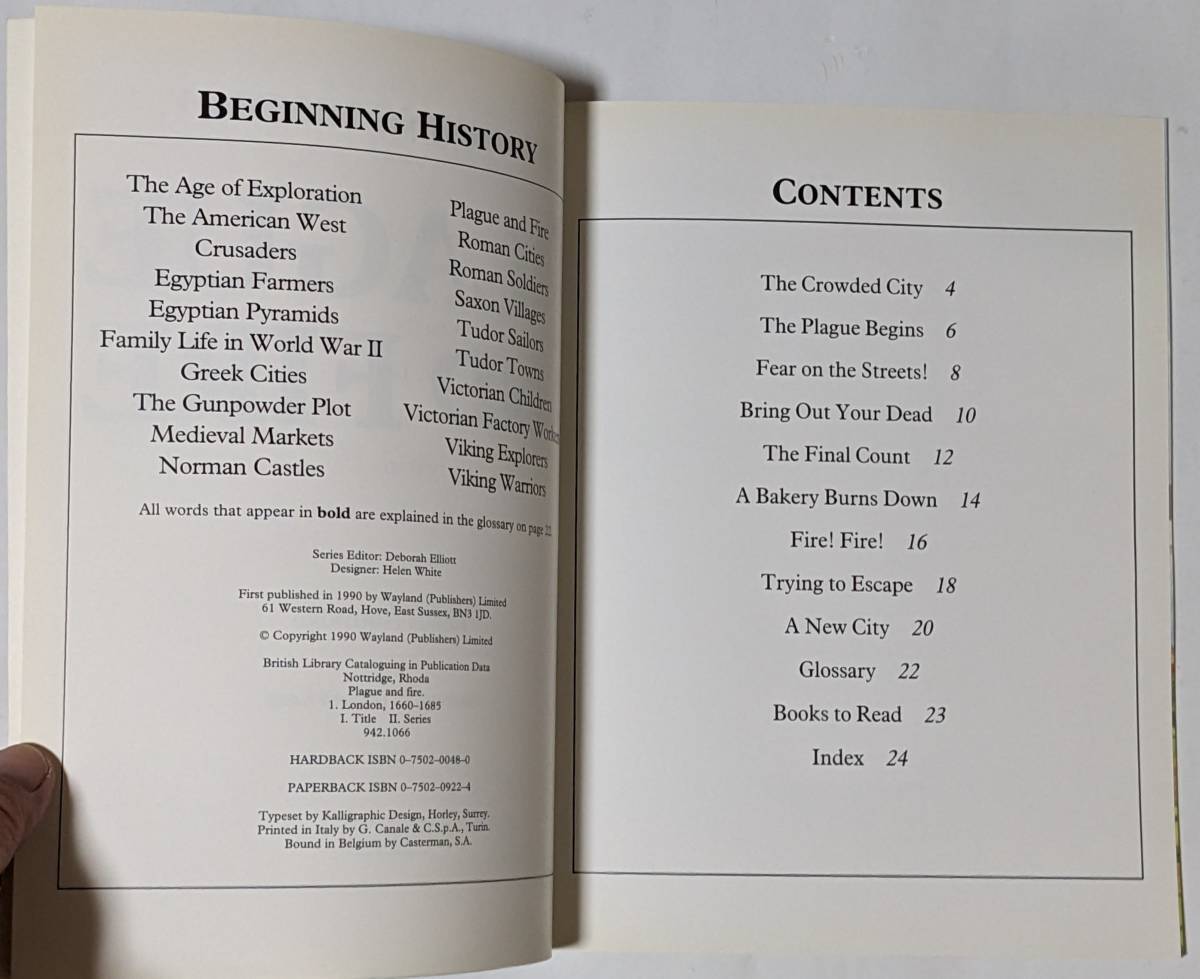 BEGINNING HISTORY
The Age of Exploration
The American West
Crusaders
Egyptian Farmers
Egyptian Pyramids
Family Life in World War II
Greek Cities
The Gunpowder Plot
Medieval Markets
Norman Castles
Plague and Fire
Roman Cities
Roman Soldiers
Saxon Villages
Tudor Sailors
Tudor Towns
Victorian Children
Victorian Factory
Viking Explorers
Viking Warriors
All words that appear in bold are explained in the glossary on page 22
Series Editor: Deborah Elliott
Designer: Helen White
First published in 1990 by Wayland (Publishers) Limited
61 Western Road, Hove, East Sussex, BN3 1JD.
© Copyright 1990 Wayland (Publishers) Limited
British Library Cataloguing in Publication Data
Nottridge, Rhoda
Plague and fire.
1. London, 1660–1685
I. Title II. Series
942.1066
HARDBACK ISBN 0–7502–0048–0
PAPERBACK ISBN 0–7502–0922–4
Typeset by Kalligraphic Design, Horley, Surrey.
Printed in Italy by G. Canale & C.S.p.A., Turin.
Bound in Belgium by Casterman, S.A.
CONTENTS
The Crowded City 4
The Plague Begins 6
Fear on the Streets! 8
Bring Out Your Dead 10
The Final Count 12
A Bakery Burns Down 14
Fire! Fire! 16
Trying to Escape 18
A New City 20
Glossary 22
Books to Read 23
Index 24